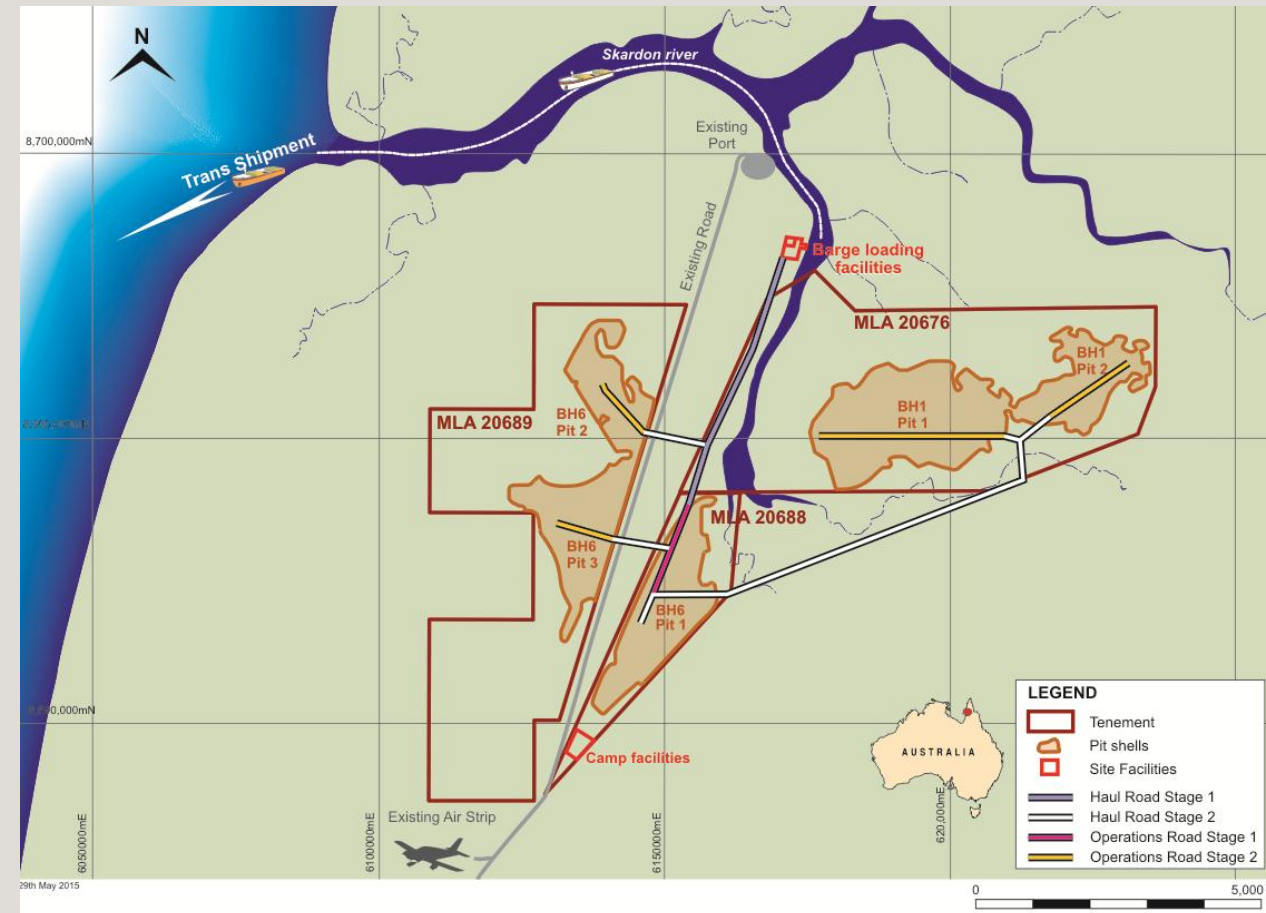 N
Skardon river
8,700,000mN
Existing
Port
Trans Shipment
Existing Road
Barge loading
facilities
MLA 20676
BH1
Pit 2
BH6
Pit 2
BH1
Pit 1
MLA 20689
MLA 20688
BH6
Pit 3
BH6
Pit 1
Camp facilities
Existing Air Strip
6050000mE
6100000mE
6150000mE
620,000mE
AUSTRALIA
LEGEND
Tenement
Pit shells
Site Facilities
Haul Road Stage 1
Haul Road Stage 2
Operations Road Stage 1
Operations Road Stage 2
29th May 2015
0
5,000